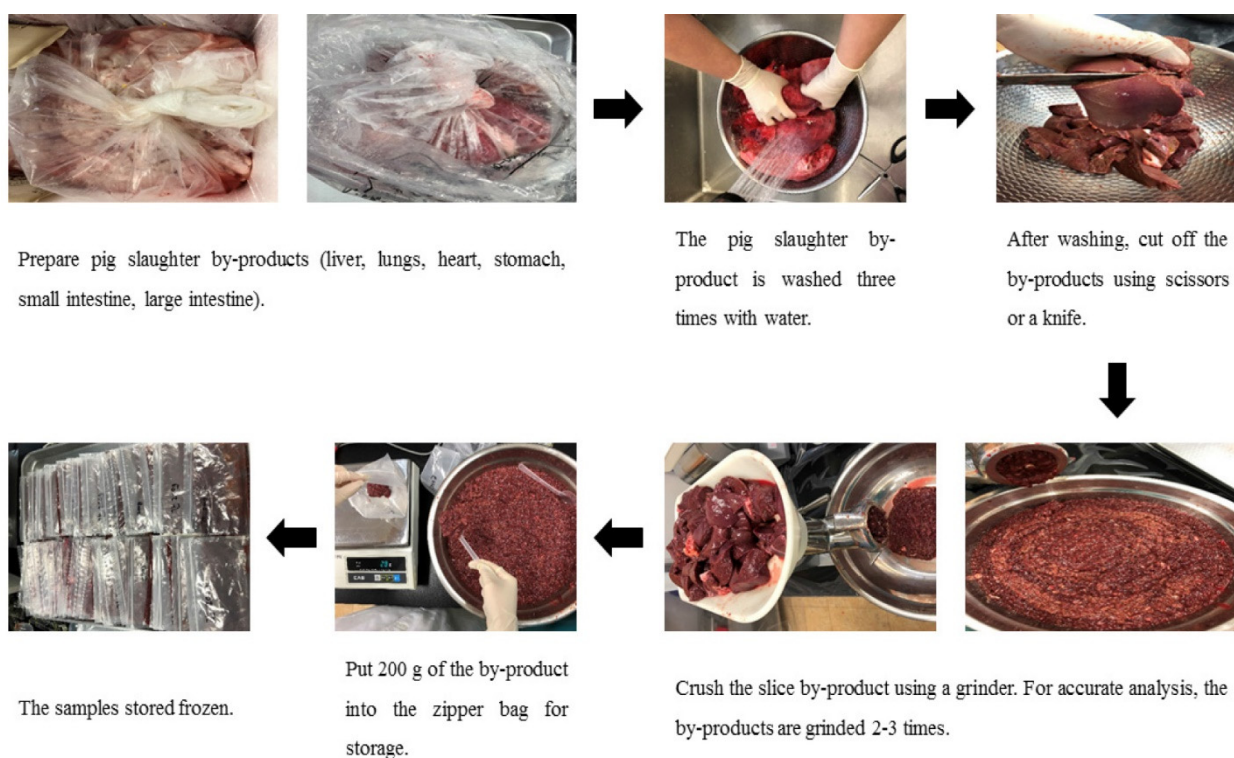 Prepare pig slaughter by-products (liver, lungs, heart, stomach,
small intestine, large intestine).
The pig slaughter by-
product is washed three
times with water.
After washing, cut off the
by-products using scissors
or a knife.
Crush the slice by-product using a grinder. For accurate analysis, the
by-products are grinded 2-3 times.
Put 200 g of the by-product
into the zipper bag for
storage.
The samples stored frozen.
CAS